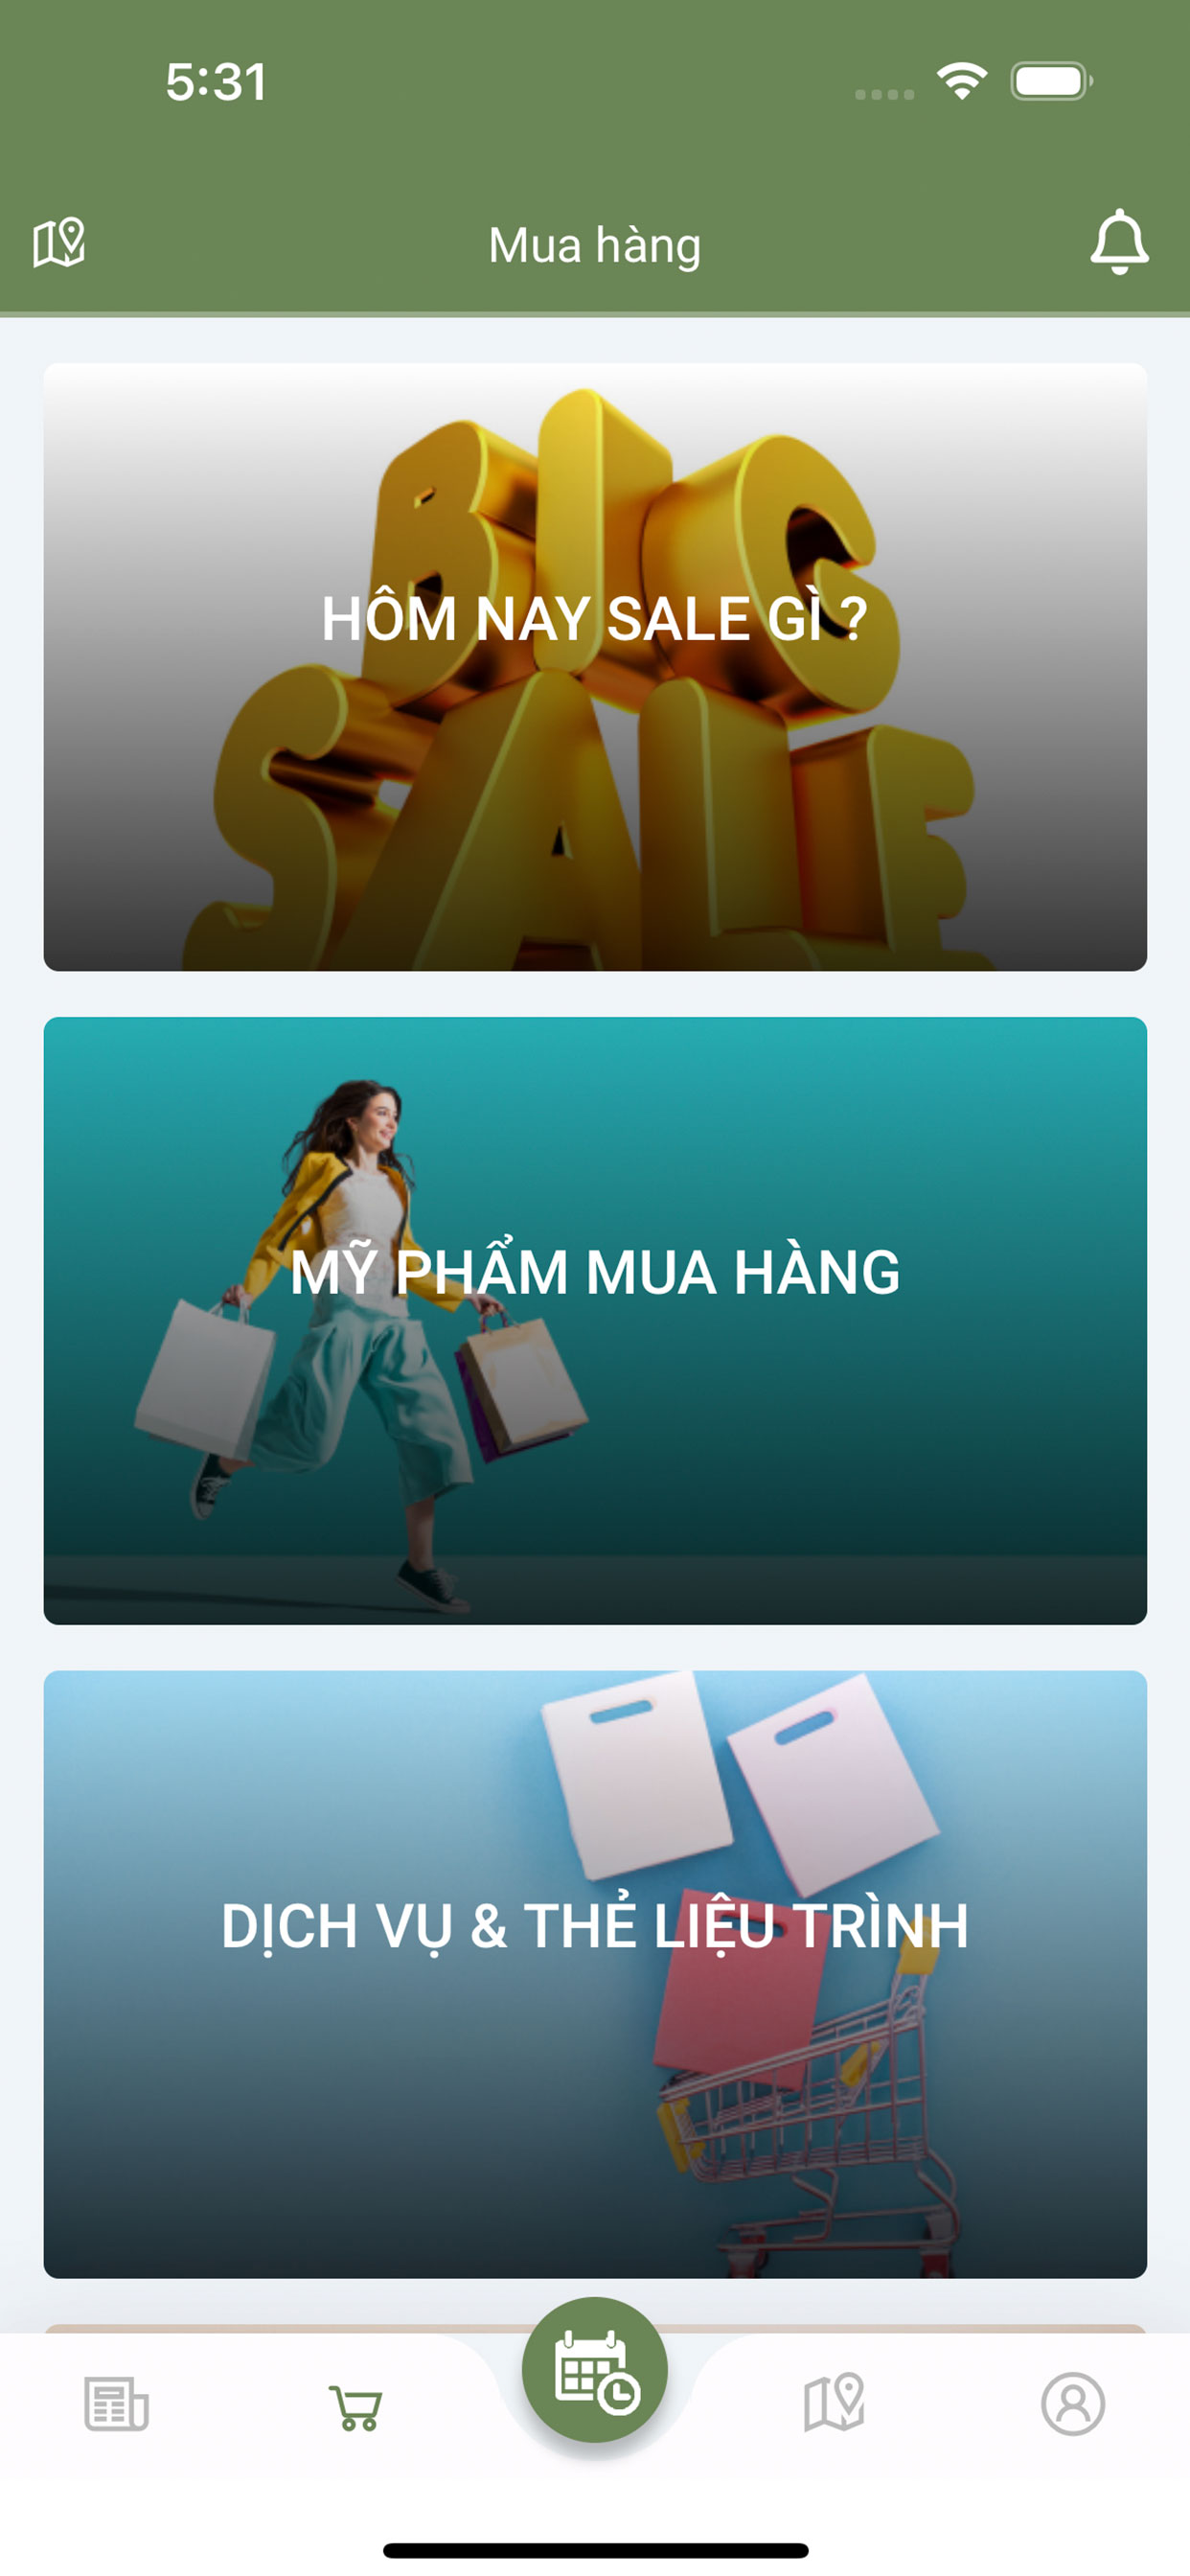 5:31
Mua hàng
BIG
SALE
HÔM NAY SALE GÌ ?
MỸ PHẨM MUA HÀNG
DỊCH VỤ & THẺ LIỆU TRÌNH